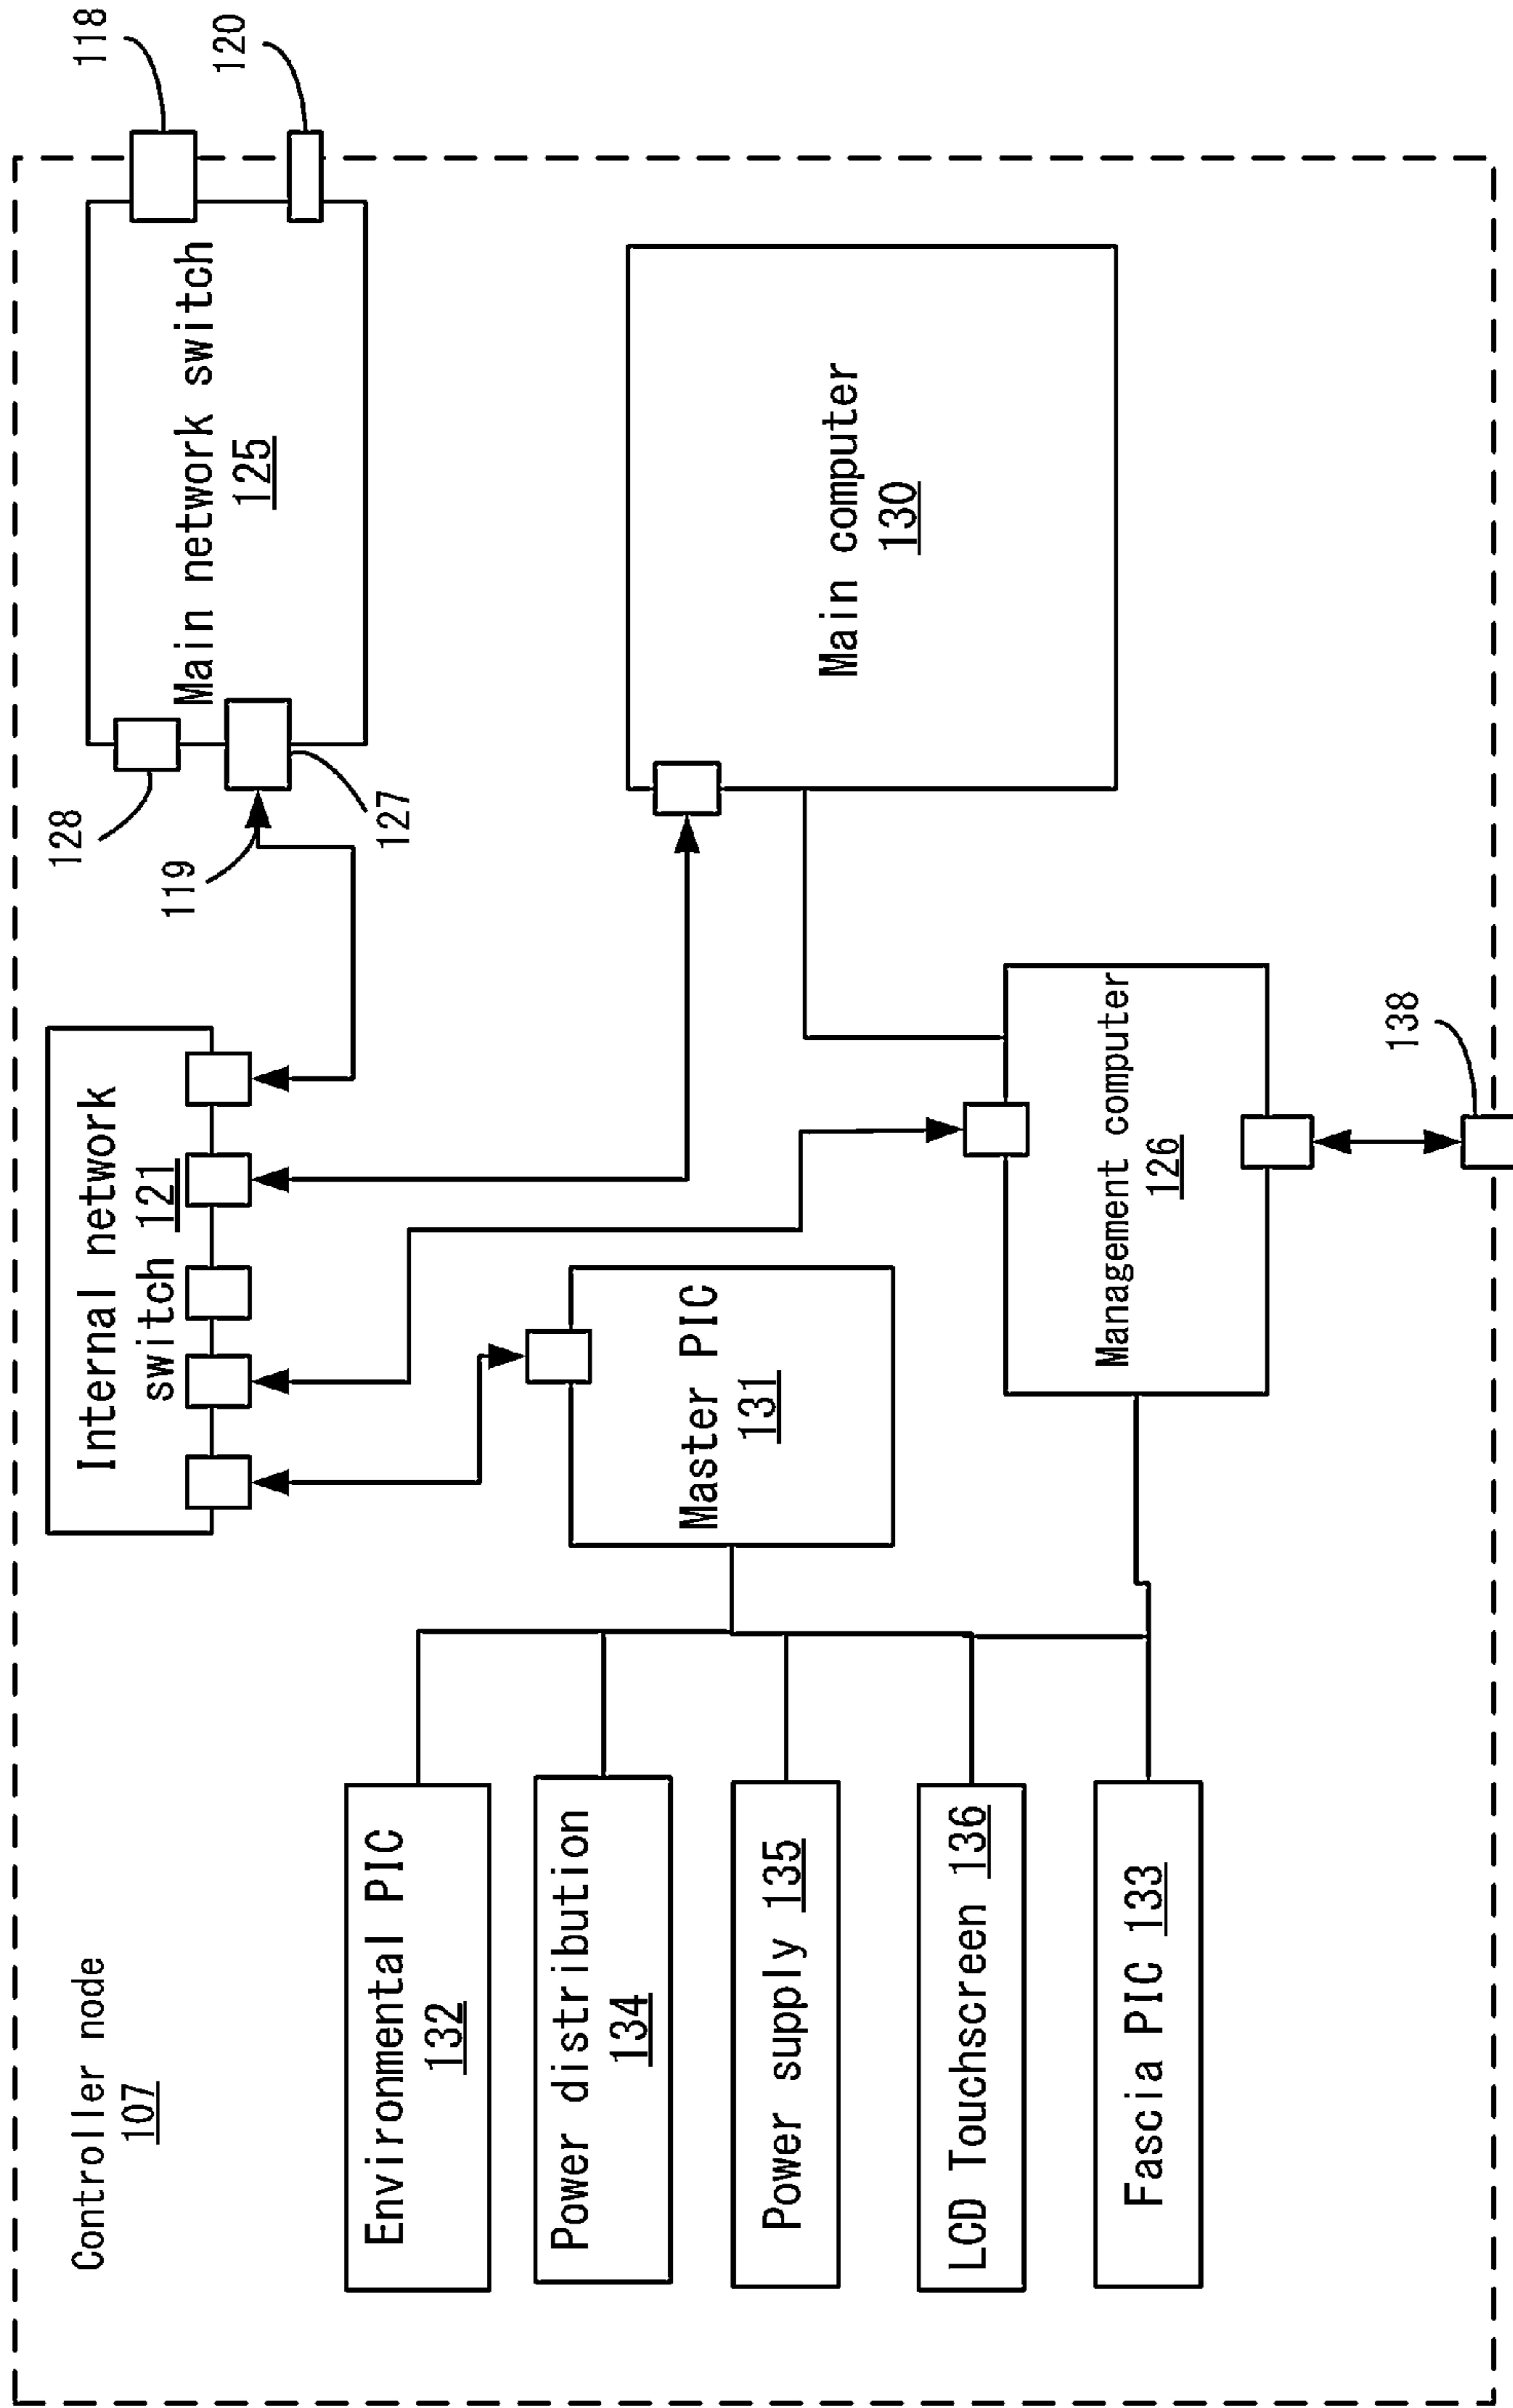 Controller node
107
Environmental PIC
132
Power distribution
134
Power supply 135
LCD Touchscreen 136
Fascia PIC 133
Internal network
switch 121
Master PIC
131
Management computer
126
138
128
119
127
Main network switch
125
Main computer
130
118
120